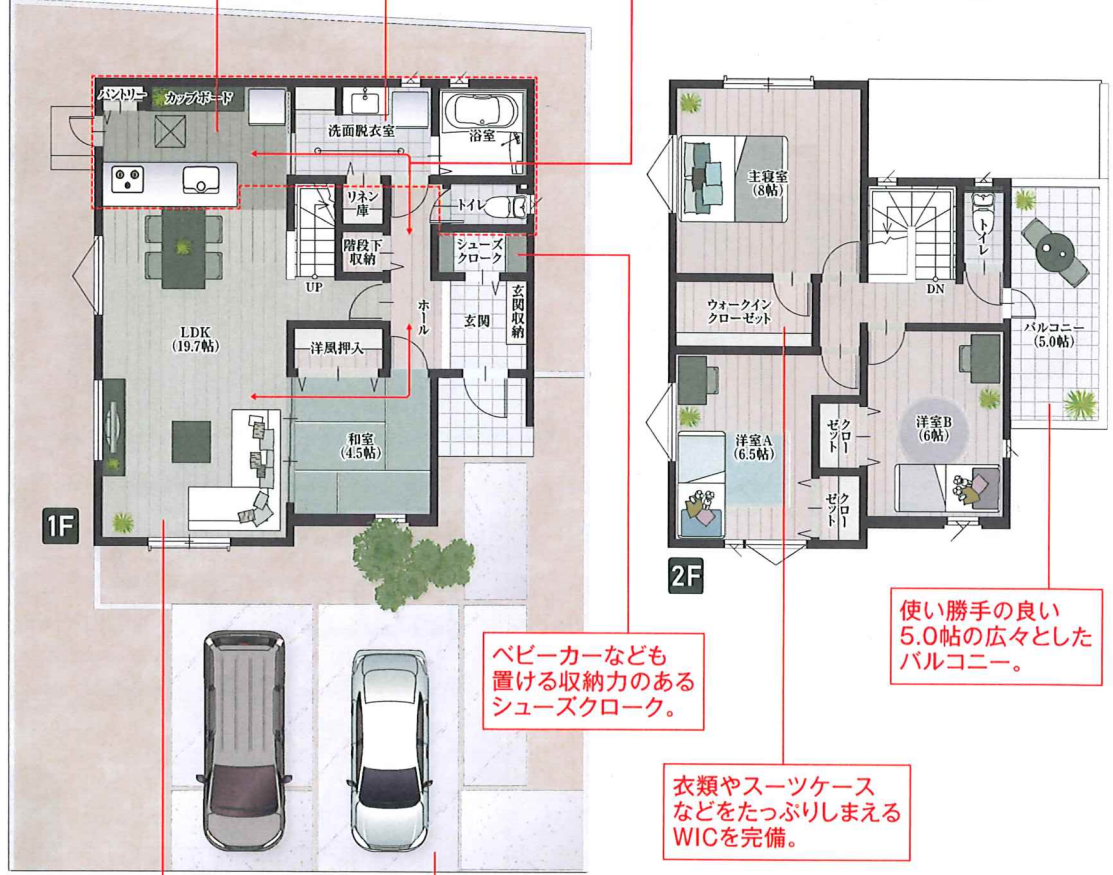 パントリー
カップボード
洗面脱衣室
浴室
リネン
庫
トイレ
階段下
収納
シューズ
クローク
UP
ホール
玄関
玄関収納
LDK
(19.7帖)
洋風押入
和室
(4.5帖)
1F
主寝室
(8帖)
トイレ
DN
ウォークイン
クローゼット
バルコニー
(5.0帖)
洋室A
(6.5帖)
クロー
ゼット
洋室B
(6帖)
クロー
ゼット
2F
ベビーカーなども
置ける収納力のある
シューズクローク。
使い勝手の良い
5.0帖の広々とした
バルコニー。
衣類やスーツケース
などをたっぷりしまえる
WICを完備。